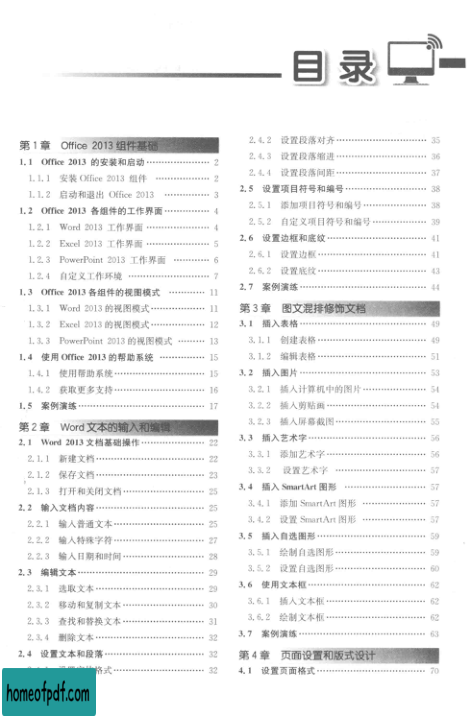 目录
第1章 Office 2013 组件基础
1.1 Office 2013 的安装和启动 2
1.1.1 安装 Office 2013 组件 2
1.1.2 启动和退出 Office 2013 3
1.2 Office 2013 各组件的工作界面 4
1.2.1 Word 2013 工作界面 4
1.2.2 Excel 2013 工作界面 5
1.2.3 PowerPoint 2013 工作界面 6
1.2.4 自定义工作环境 7
1.3 Office 2013 各组件的视图模式 11
1.3.1 Word 2013 的视图模式 11
1.3.2 Excel 2013 的视图模式 12
1.3.3 PowerPoint 2013 的视图模式 13
1.4 使用 Office 2013 的帮助系统 15
1.4.1 使用帮助系统 15
1.4.2 获取更多支持 16
1.5 案例演练 17
第2章 Word 文本的输入和编辑
2.1 Word 2013 文档基础操作 22
2.1.1 新建文档 22
2.1.2 保存文档 23
2.1.3 打开和关闭文档 25
2.2 输入文档内容 25
2.2.1 输入普通文本 25
2.2.2 输入特殊字符 27
2.2.3 输入日期和时间 28
2.3 编辑文本 29
2.3.1 选取文本 29
2.3.2 移动和复制文本 30
2.3.3 查找和替换文本 31
2.3.4 删除文本 32
2.4 设置文本和段落 32
格式 32
2.4.2 设置段落对齐 35
2.4.3 设置段落缩进 36
2.4.4 设置段落间距 37
2.5 设置项目符号和编号 38
2.5.1 添加项目符号和编号 38
2.5.2 自定义项目符号和编号 39
2.6 设置边框和底纹 41
2.6.1 设置边框 41
2.6.2 设置底纹 43
2.7 案例演练 44
第3章 图文混排修饰文档
3.1 插入表格 49
3.1.1 创建表格 49
3.1.2 编辑表格 51
3.2 插入图片 53
3.2.1 插入计算机中的图片 54
3.2.2 插入剪贴画 54
3.2.3 插入屏幕截图 55
3.3 插入艺术字 56
3.3.1 添加艺术字 56
3.3.2 设置艺术字 57
3.4 插入 SmartArt 图形 57
3.4.1 添加 SmartArt 图形 57
3.4.2 设置 SmartArt 图形 57
3.5 插入自选图形 59
3.5.1 绘制自选图形 59
3.5.2 设置自选图形 60
3.6 使用文本框 62
3.6.1 插入文本框 62
3.6.2 绘制文本框 62
3.7 案例演练 63
第4章 页面设置和版式设计
4.1 设置页面格式 70
homeofpdf.com